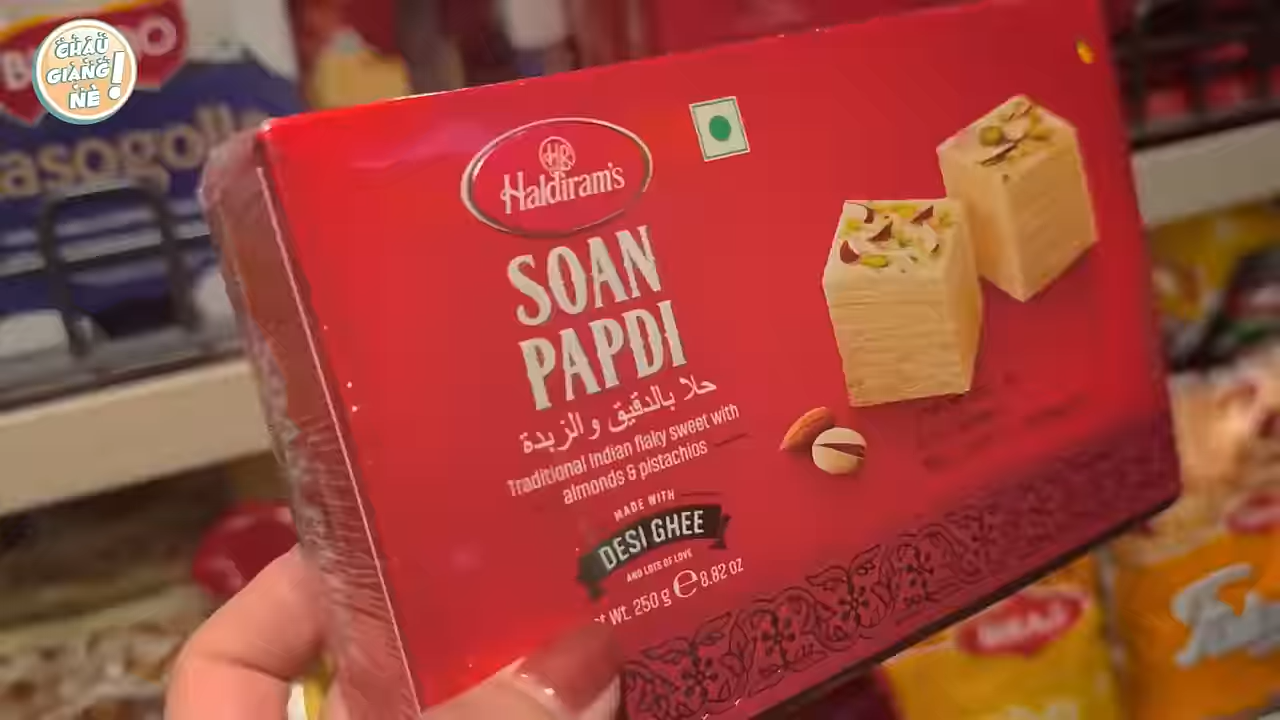 CHÂU
GIANG
NÈ!
Haldiram's
SOAN
PAPDI
حلا بالدقيق و الزبدة
Traditional Indian flaky sweet with
almonds & pistachios
MADE WITH
DESI GHEE
AND LOTS OF LOVE
Wt. 250 g ℮ 8.82 OZ